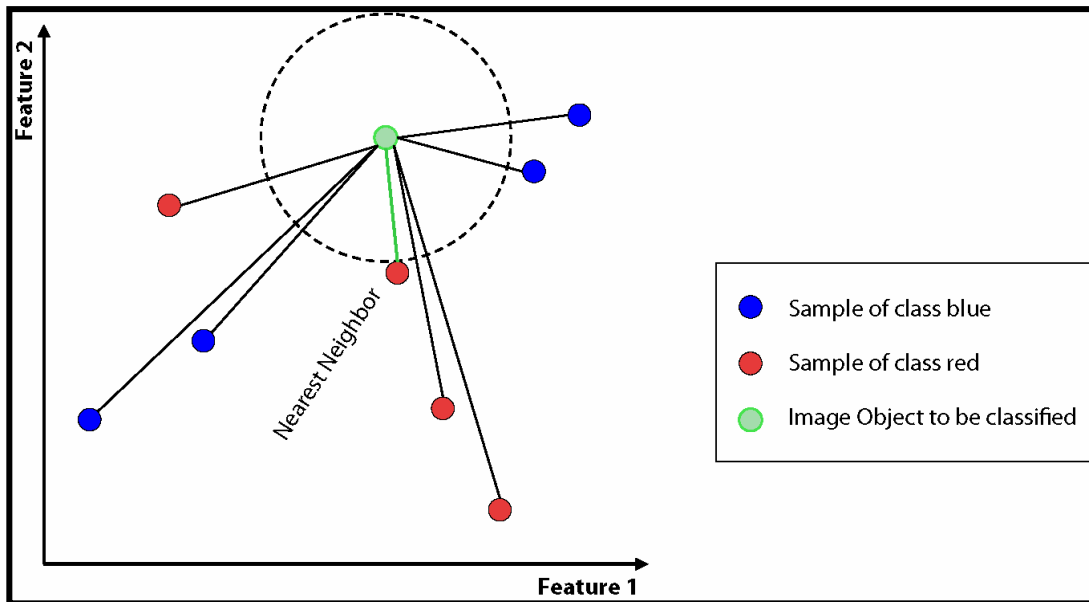 Feature 2
Nearest Neighbor
Feature 1
Sample of class blue
Sample of class red
Image Object to be classified